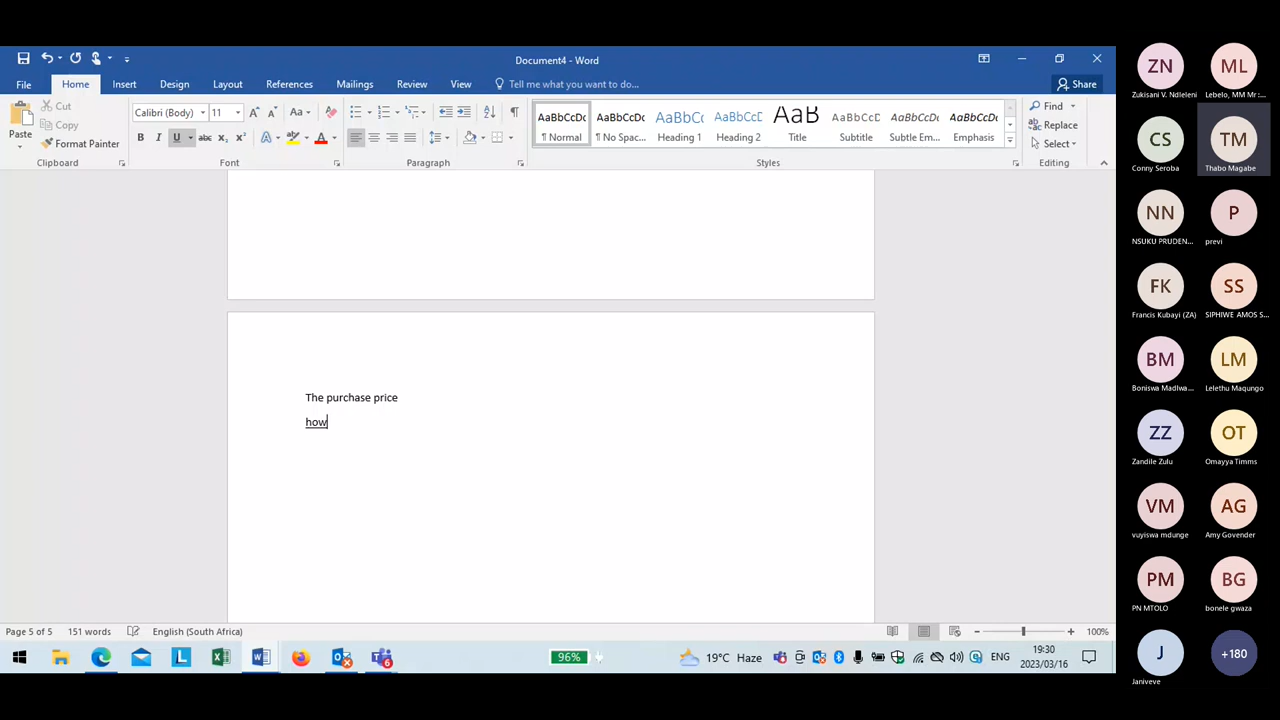 Document4 - Word
File
Home
Insert
Design
Layout
References
Mailings
Review
View
Tell me what you want to do...
Share
Paste
Cut
Copy
Format Painter
Clipboard
Calibri (Body)
11
Font
Paragraph
AaBbCcDc
¶ Normal
AaBbCcDc
¶ No Spac...
AaBbCc
Heading 1
AaBbCcE
Heading 2
AaB
Title
AaBbCcD
Subtitle
AaBbCcDc
Subtle Em...
AaBbCcDc
Emphasis
Styles
Find
Replace
Select
Editing
The purchase price
how
Page 5 of 5
151 words
English (South Africa)
100%
96%
19°C Haze
ENG
19:30
2023/03/16
ZN
Zukisani V. Ndleleni
ML
Lebelo, MM Mr :...
CS
Conny Seroba
TM
Thabo Magabe
NN
NSUKU PRUDEN...
P
previ
FK
Francis Kubayi (ZA)
SS
SIPHIWE AMOS S...
BM
Boniswa Madlwa...
LM
Lelethu Maqungo
ZZ
Zandile Zulu
OT
Omayya Timms
VM
vuyiswa mdunge
AG
Amy Govender
PM
PN MTOLO
BG
bonele gwaza
J
Janiveve
+180